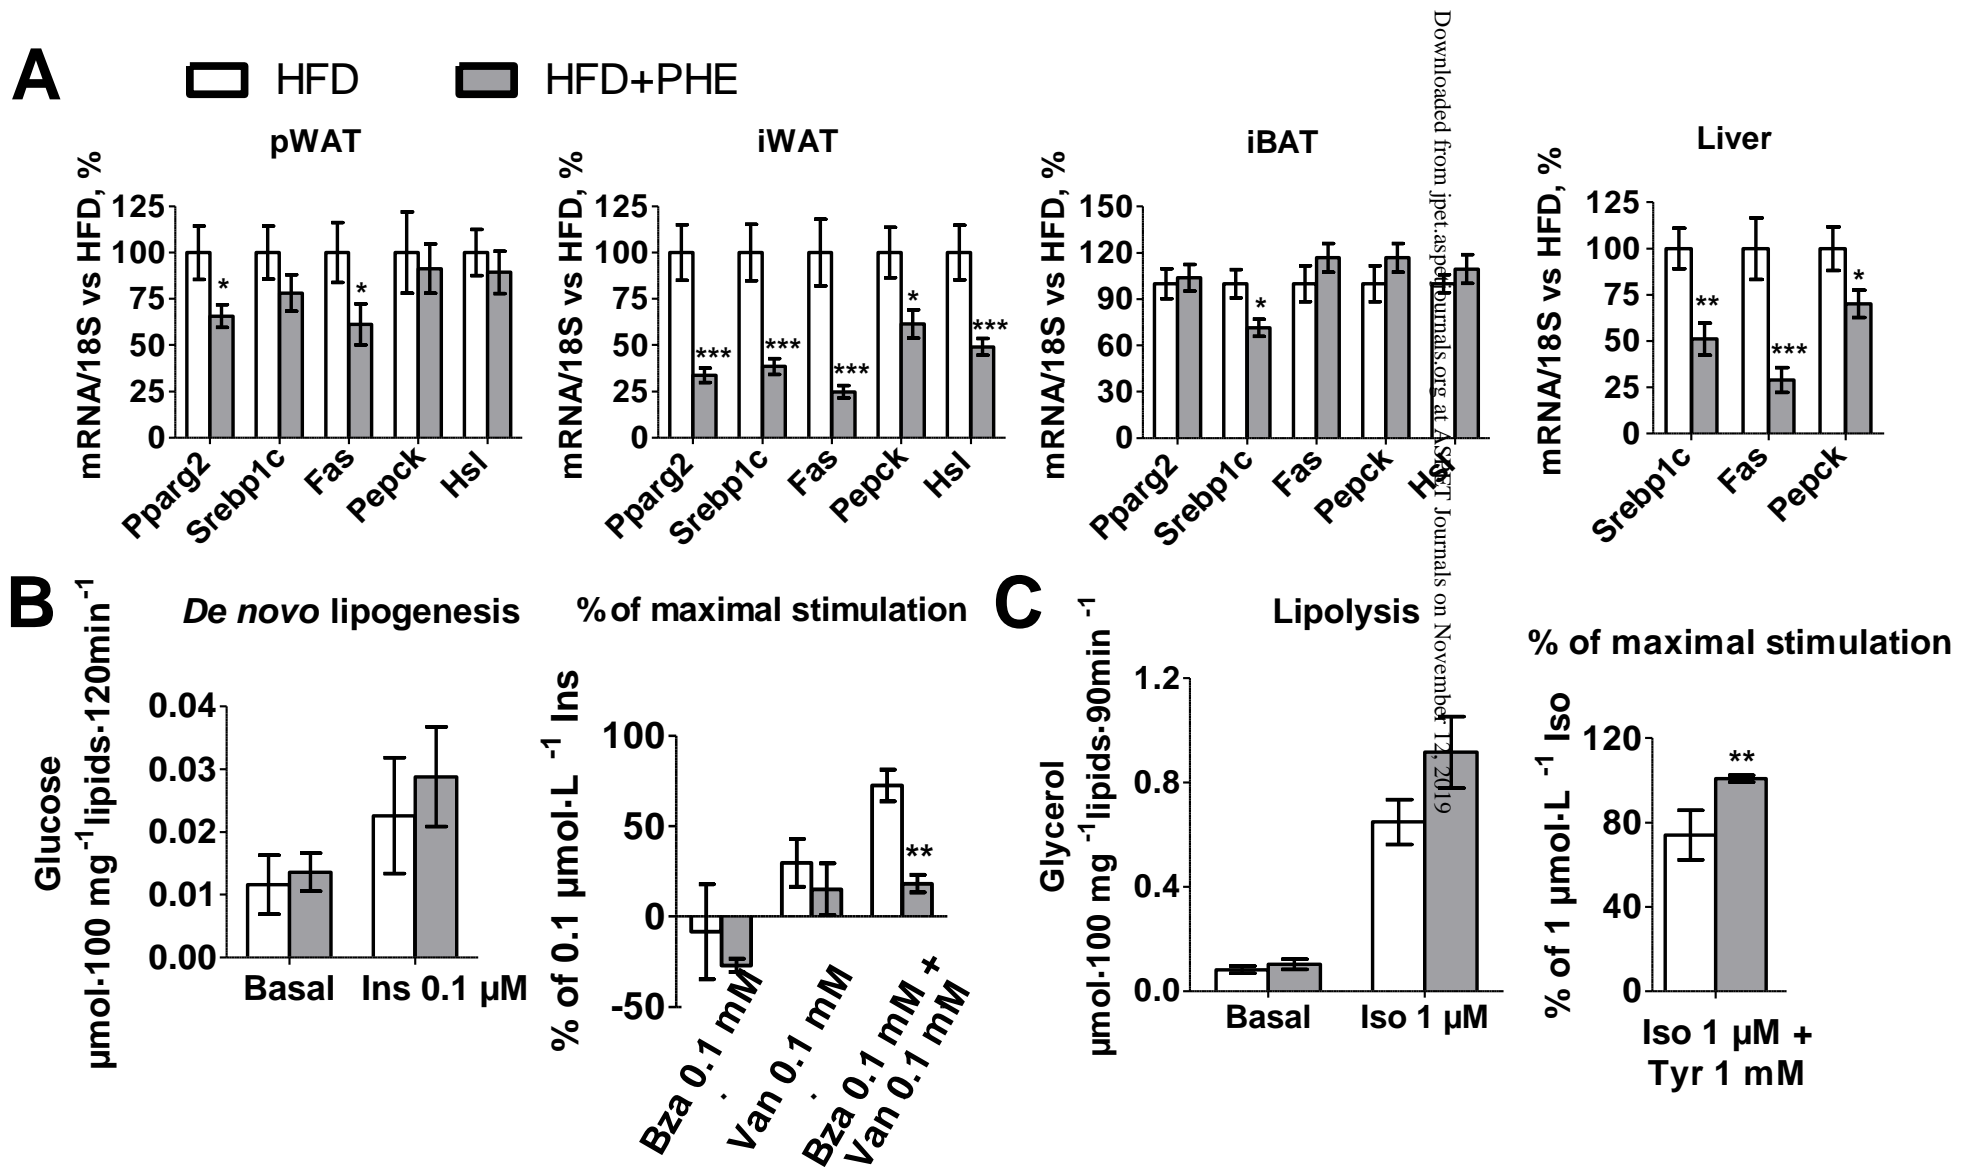 A
HFD
HFD+PHE
pWAT
mRNA/18S vs HFD, %
125
100
75
50
25
0
*
*
Pparg2
Srebp1c
Fas
Pepck
Hsl
iWAT
mRNA/18S vs HFD, %
125
100
75
50
25
0
***
***
***
*
***
Pparg2
Srebp1c
Fas
Pepck
Hsl
iBAT
mRNA/18S vs HFD, %
150
120
90
60
30
0
*
Pparg2
Srebp1c
Fas
Pepck
Hsl
Liver
mRNA/18S vs HFD, %
125
100
75
50
25
0
**
***
*
Srebp1c
Fas
Pepck
Downloaded from jpet.aspetjournals.org at ASPET Journals on November 12, 2019
B
De novo lipogenesis
Glucose
µmol·100 mg⁻¹lipids·120min⁻¹
0.04
0.03
0.02
0.01
0.00
Basal
Ins 0.1 µM
% of maximal stimulation
% of 0.1 µmol·L⁻¹ Ins
100
50
0
-50
**
Bza 0.1 mM
Van 0.1 mM
Bza 0.1 mM +
Van 0.1 mM
C
Lipolysis
Glycerol
µmol·100 mg⁻¹lipids·90min⁻¹
1.2
0.8
0.4
0.0
Basal
Iso 1 µM
% of maximal stimulation
% of 1 µmol·L⁻¹ Iso
120
80
40
0
**
Iso 1 µM +
Tyr 1 mM